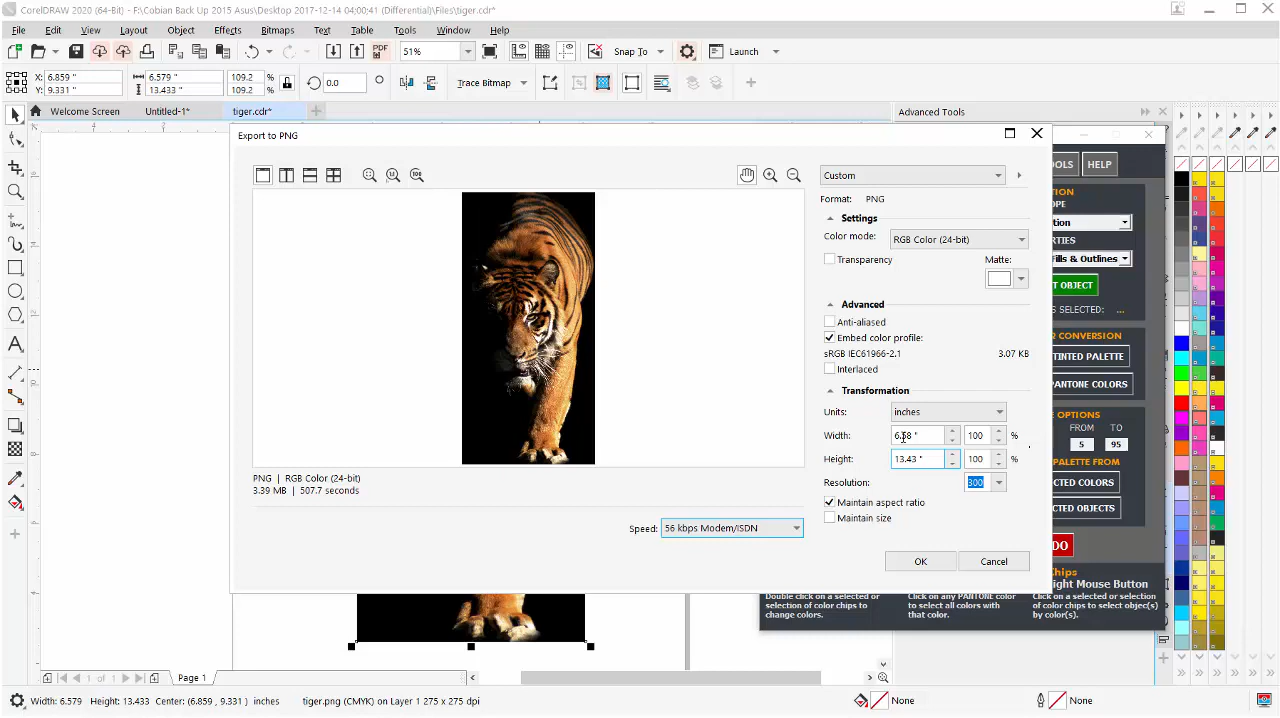 CorelDRAW 2020 (64-Bit) - F:\Cobian Back Up 2015 Asus\Desktop 2017-12-14 04:00:41 (Differential)\Files\tiger.cdr*
File Edit View Layout Object Effects Bitmaps Text Table Tools Window Help
PDF 51% Snap To Launch
X: 6.859 " 6.579 " 109.2 %
Y: 9.331 " 13.433 " 109.2 %
0.0 Trace Bitmap
Welcome Screen Untitled-1* tiger.cdr* Advanced Tools
Export to PNG
OLS HELP
Custom
Format: PNG
Settings
Color mode: RGB Color (24-bit)
Transparency Matte:
Advanced
Anti-aliased
Embed color profile:
sRGB IEC61966-2.1 3.07 KB
Interlaced
Transformation
Units: inches
Width: 6.58 " 100 %
Height: 13.43 " 100 %
Resolution: 300
Maintain aspect ratio
Maintain size
PNG | RGB Color (24-bit)
3.39 MB | 507.7 seconds
Speed: 56 kbps Modem/ISDN
OK Cancel
TION
OPE
tion
RTIES
Fills & Outlines
T OBJECT
S SELECTED: ...
R CONVERSION
TINTED PALETTE
PANTONE COLORS
E OPTIONS
FROM TO
5 95
PALETTE FROM
CTED COLORS
CTED OBJECTS
DO
Chips
ight Mouse Button
Double click on a selected or
selection of color chips to
change colors.
Click on any PANTONE color
to select all colors with
that color.
Click on a selected or selection
of color chips to select objec(s)
by color(s).
1 of 1 Page 1
Width: 6.579 Height: 13.433 Center: (6.859 , 9.331 ) inches tiger.png (CMYK) on Layer 1 275 x 275 dpi None None